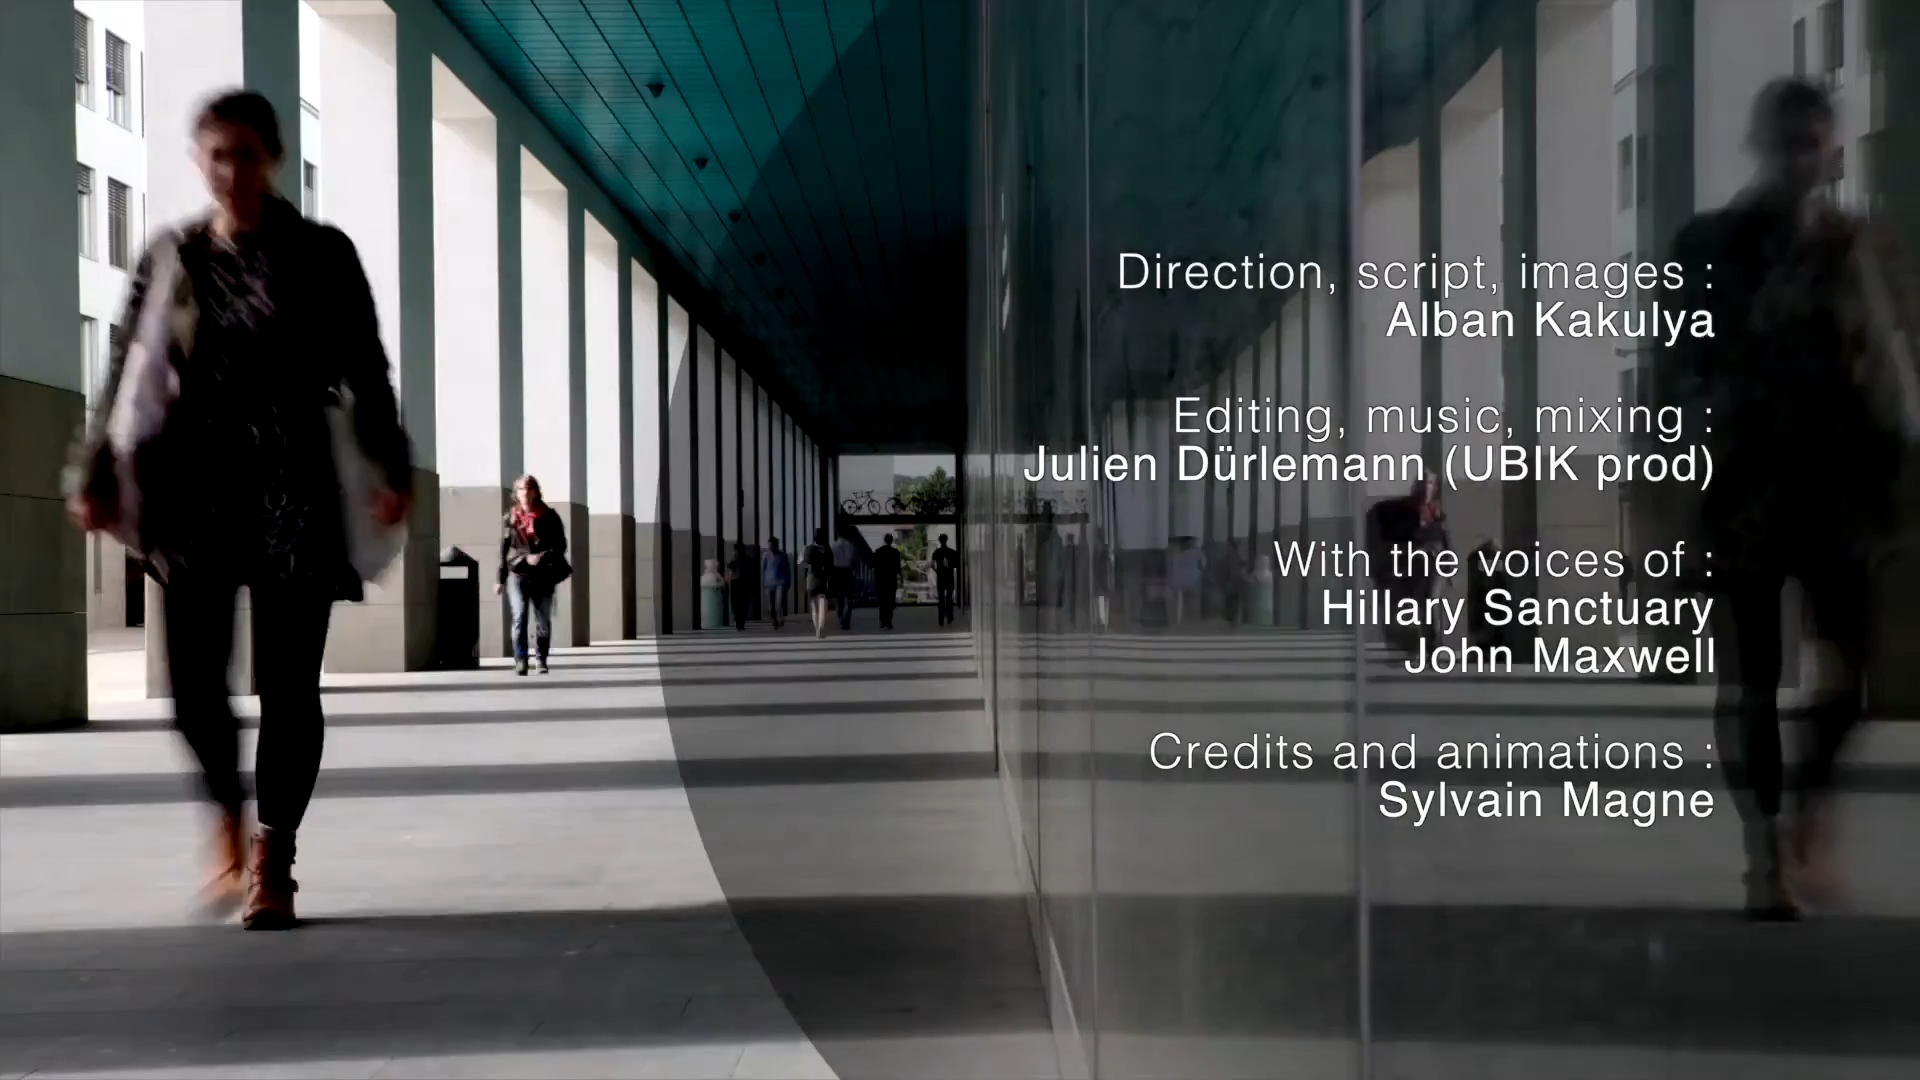 Direction, script, images :
Alban Kakulya
Editing, music, mixing :
Julien Dürlemann (UBIK prod)
With the voices of :
Hillary Sanctuary
John Maxwell
Credits and animations :
Sylvain Magne